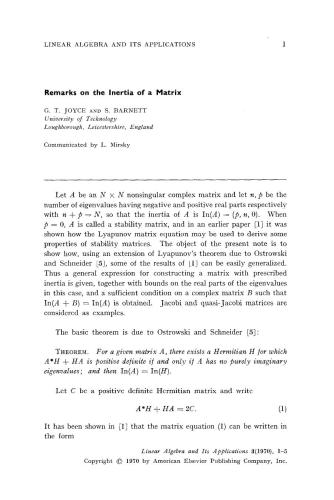 LINEAR ALGEBRA AND ITS APPLICATIONS 1
Remarks on the Inertia of a Matrix
G. T. JOYCE AND S. BARNETT
University of Technology
Loughborough, Leicestershire, England
Communicated by L. Mirsky
Let A be an N × N nonsingular complex matrix and let n, p be the
number of eigenvalues having negative and positive real parts respectively
with n + p = N, so that the inertia of A is In(A) = (p, n, 0). When
p = 0, A is called a stability matrix, and in an earlier paper [1] it was
shown how the Lyapunov matrix equation may be used to derive some
properties of stability matrices. The object of the present note is to
show how, using an extension of Lyapunov's theorem due to Ostrowski
and Schneider [5], some of the results of [1] can be easily generalized.
Thus a general expression for constructing a matrix with prescribed
inertia is given, together with bounds on the real parts of the eigenvalues
in this case, and a sufficient condition on a complex matrix B such that
In(A + B) = In(A) is obtained. Jacobi and quasi-Jacobi matrices are
considered as examples.
The basic theorem is due to Ostrowski and Schneider [5]:
THEOREM. For a given matrix A, there exists a Hermitian H for which
A*H + HA is positive definite if and only if A has no purely imaginary
eigenvalues; and then In(A) = In(H).
Let C be a positive definite Hermitian matrix and write
A*H + HA = 2C. (1)
It has been shown in [1] that the matrix equation (1) can be written in
the form
Linear Algebra and Its Applications 3(1970), 1–5
Copyright © 1970 by American Elsevier Publishing Company, Inc.